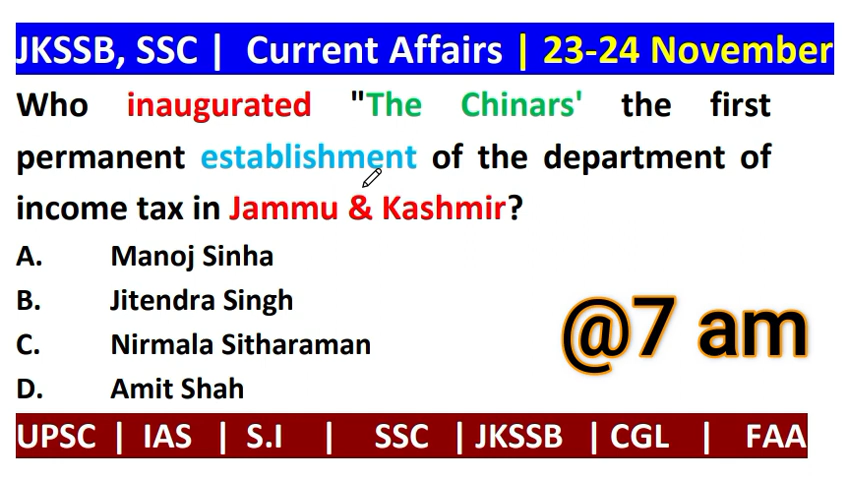 JKSSB, SSC | Current Affairs | 23-24 November
Who inaugurated "The Chinars' the first
permanent establishment of the department of
income tax in Jammu & Kashmir?
A. Manoj Sinha
B. Jitendra Singh
C. Nirmala Sitharaman
D. Amit Shah
@7 am
UPSC | IAS | S.I | SSC | JKSSB | CGL | FAA